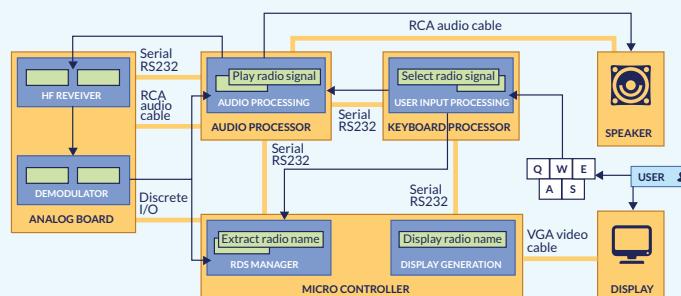 RCA audio cable
Serial
RS232
HF REVEIVER
RCA
audio
cable
Play radio signal
AUDIO PROCESSING
AUDIO PROCESSOR
Serial
RS232
Select radio signal
USER INPUT PROCESSING
KEYBOARD PROCESSOR
SPEAKER
Serial
RS232
Q W E
A S
USER
DEMODULATOR
ANALOG BOARD
Discrete
I/O
Serial
RS232
Extract radio name
RDS MANAGER
Display radio name
DISPLAY GENERATION
MICRO CONTROLLER
VGA video
cable
DISPLAY